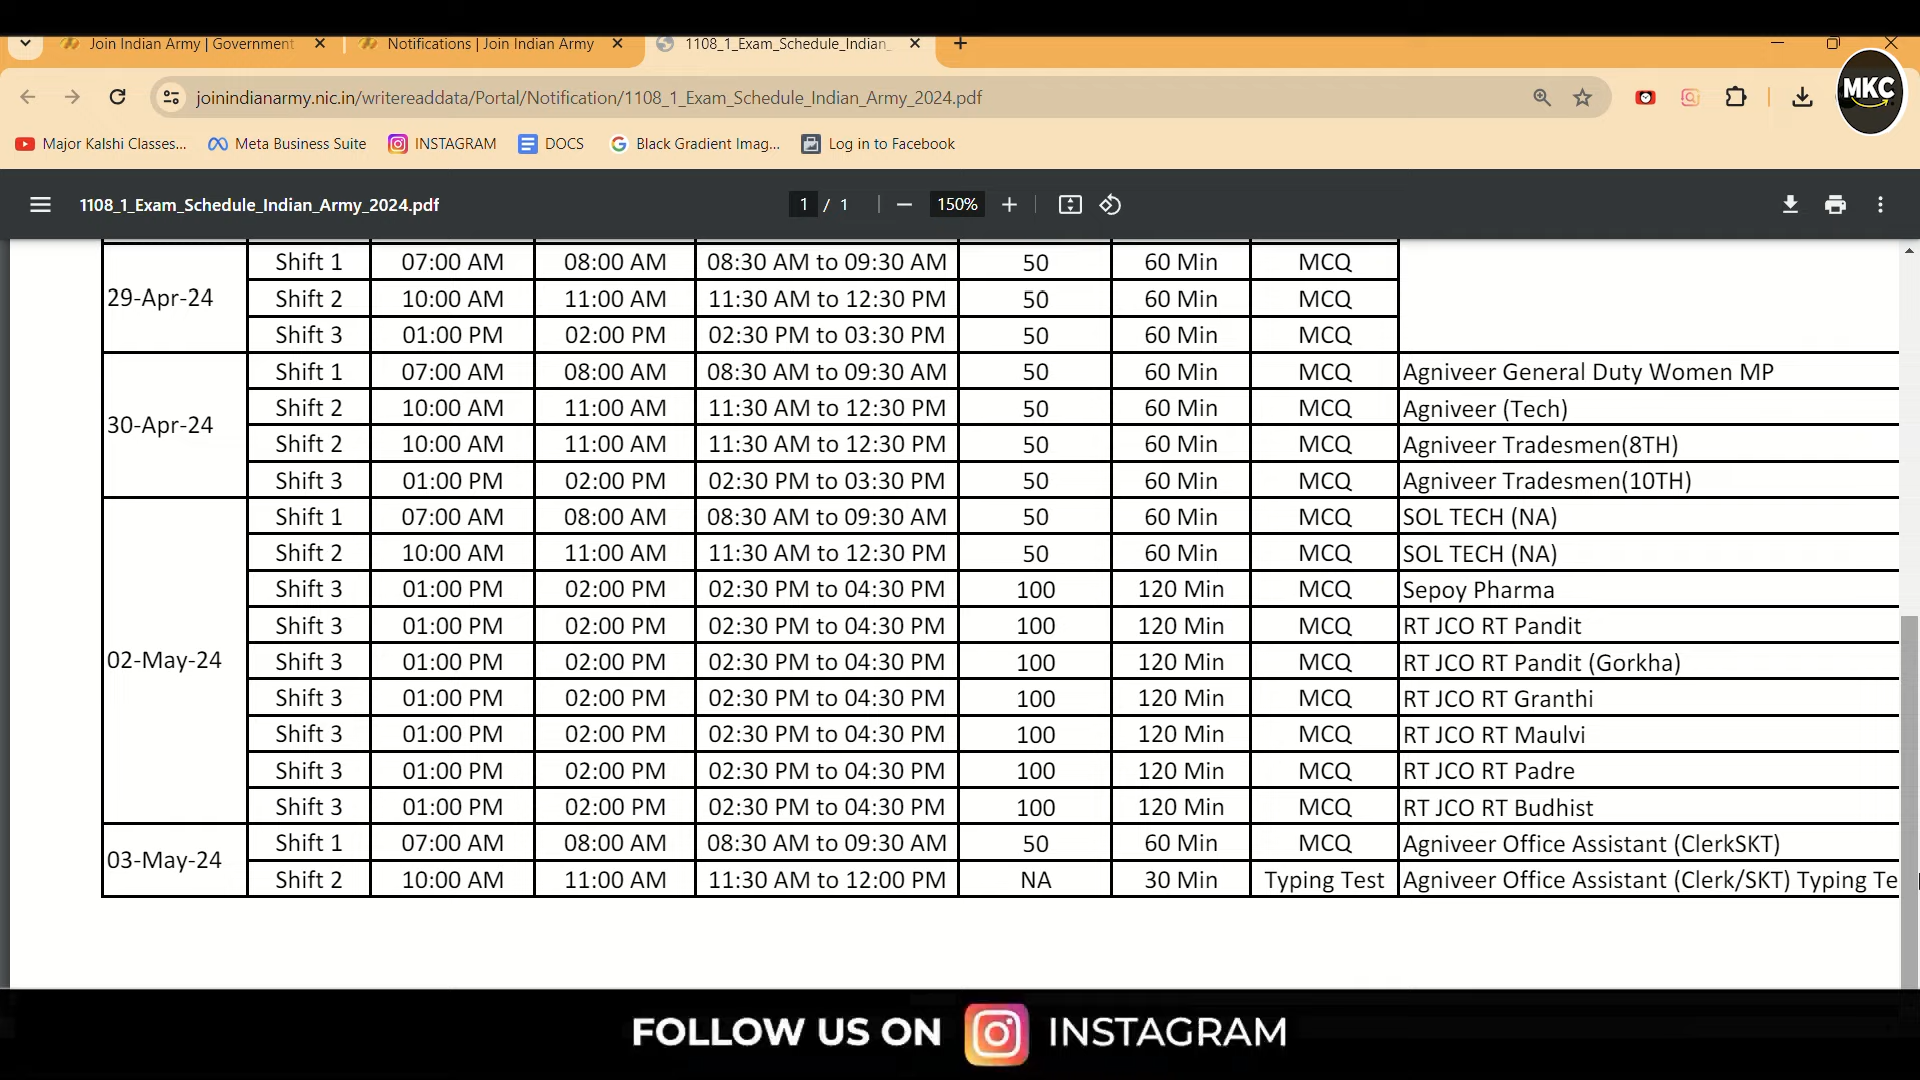 Join Indian Army | Government
Notifications | Join Indian Army
1108_1_Exam_Schedule_Indian_
joinindianarmy.nic.in/writereaddata/Portal/Notification/1108_1_Exam_Schedule_Indian_Army_2024.pdf
MKC
Major Kalshi Classes...
Meta Business Suite
INSTAGRAM
DOCS
Black Gradient Imag...
Log in to Facebook
1108_1_Exam_Schedule_Indian_Army_2024.pdf
1 / 1
150%
29-Apr-24
Shift 1 07:00 AM 08:00 AM 08:30 AM to 09:30 AM 50 60 Min MCQ
Shift 2 10:00 AM 11:00 AM 11:30 AM to 12:30 PM 50 60 Min MCQ
Shift 3 01:00 PM 02:00 PM 02:30 PM to 03:30 PM 50 60 Min MCQ
30-Apr-24
Shift 1 07:00 AM 08:00 AM 08:30 AM to 09:30 AM 50 60 Min MCQ Agniveer General Duty Women MP
Shift 2 10:00 AM 11:00 AM 11:30 AM to 12:30 PM 50 60 Min MCQ Agniveer (Tech)
Shift 2 10:00 AM 11:00 AM 11:30 AM to 12:30 PM 50 60 Min MCQ Agniveer Tradesmen(8TH)
Shift 3 01:00 PM 02:00 PM 02:30 PM to 03:30 PM 50 60 Min MCQ Agniveer Tradesmen(10TH)
02-May-24
Shift 1 07:00 AM 08:00 AM 08:30 AM to 09:30 AM 50 60 Min MCQ SOL TECH (NA)
Shift 2 10:00 AM 11:00 AM 11:30 AM to 12:30 PM 50 60 Min MCQ SOL TECH (NA)
Shift 3 01:00 PM 02:00 PM 02:30 PM to 04:30 PM 100 120 Min MCQ Sepoy Pharma
Shift 3 01:00 PM 02:00 PM 02:30 PM to 04:30 PM 100 120 Min MCQ RT JCO RT Pandit
Shift 3 01:00 PM 02:00 PM 02:30 PM to 04:30 PM 100 120 Min MCQ RT JCO RT Pandit (Gorkha)
Shift 3 01:00 PM 02:00 PM 02:30 PM to 04:30 PM 100 120 Min MCQ RT JCO RT Granthi
Shift 3 01:00 PM 02:00 PM 02:30 PM to 04:30 PM 100 120 Min MCQ RT JCO RT Maulvi
Shift 3 01:00 PM 02:00 PM 02:30 PM to 04:30 PM 100 120 Min MCQ RT JCO RT Padre
Shift 3 01:00 PM 02:00 PM 02:30 PM to 04:30 PM 100 120 Min MCQ RT JCO RT Budhist
03-May-24
Shift 1 07:00 AM 08:00 AM 08:30 AM to 09:30 AM 50 60 Min MCQ Agniveer Office Assistant (ClerkSKT)
Shift 2 10:00 AM 11:00 AM 11:30 AM to 12:00 PM NA 30 Min Typing Test Agniveer Office Assistant (Clerk/SKT) Typing Te
FOLLOW US ON INSTAGRAM